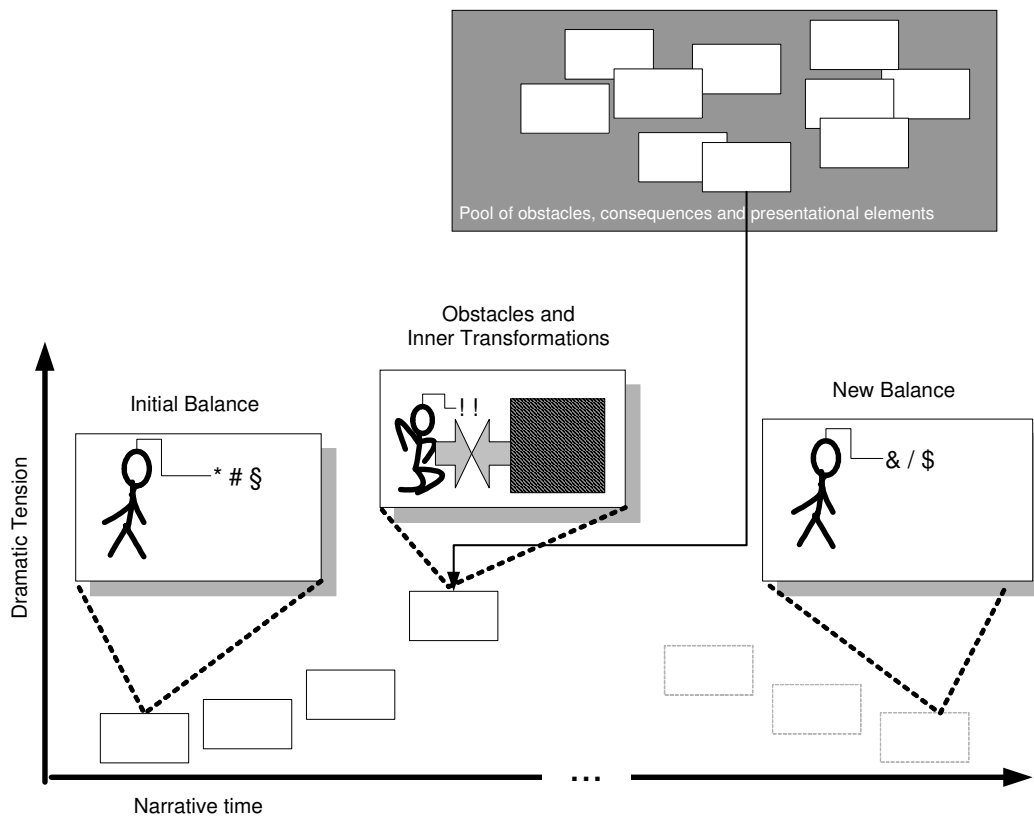 Pool of obstacles, consequences and presentational elements
Obstacles and
Inner Transformations
! !
Initial Balance
* # §
New Balance
& / $
Dramatic Tension
...
Narrative time